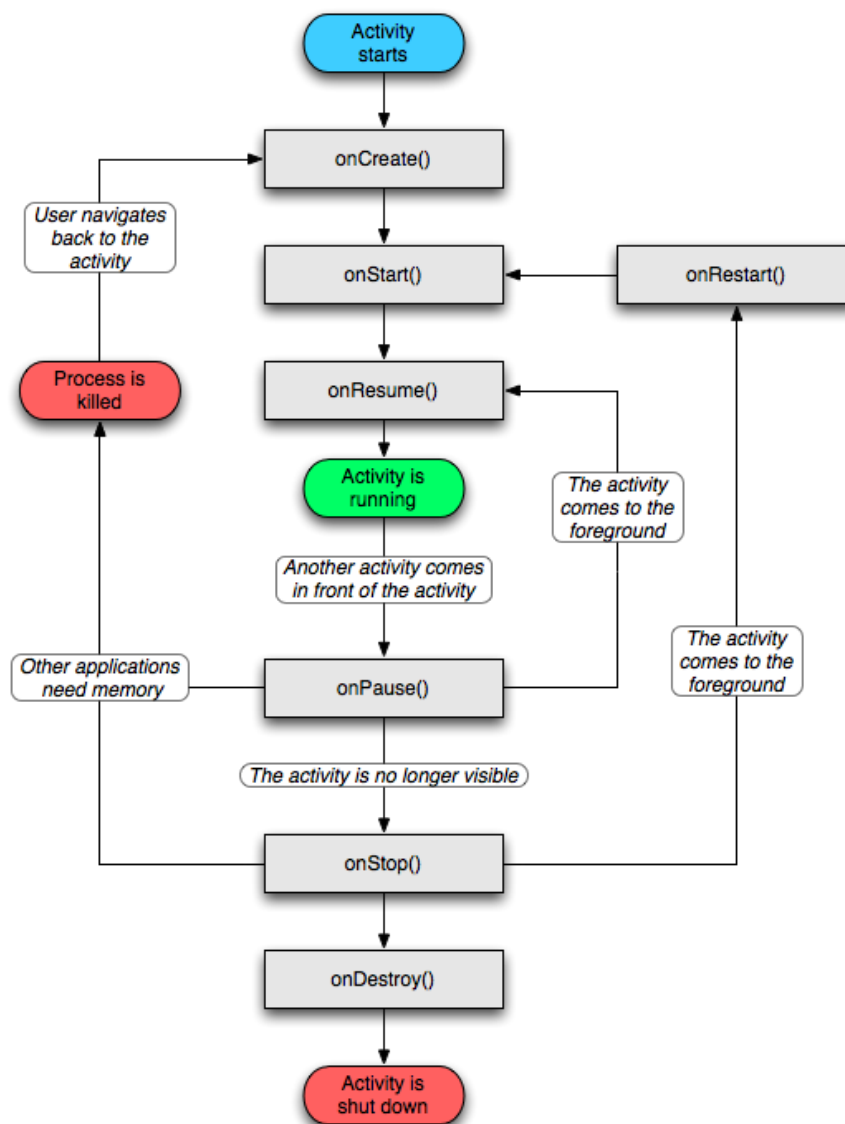 Activity
starts
onCreate()
User navigates
back to the
activity
onStart()
onRestart()
Process is
killed
onResume()
Activity is
running
The activity
comes to the
foreground
Another activity comes
in front of the activity
The activity
comes to the
foreground
Other applications
need memory
onPause()
The activity is no longer visible
onStop()
onDestroy()
Activity is
shut down